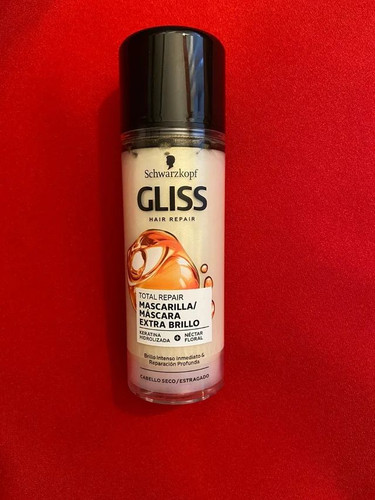 Schwarzkopf
GLISS
HAIR REPAIR
TOTAL REPAIR
MASCARILLA/
MÁSCARA
EXTRA BRILLO
KERATINA
HIDROLIZADA + NÉCTAR
FLORAL
Brillo Intenso Inmediato &
Reparación Profunda
CABELLO SECO/ESTRAGADO